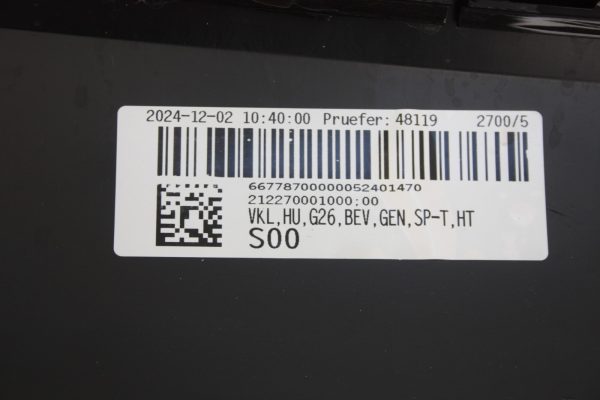 2024-12-02 10:40:00 Pruefer: 48119 2700/5
66778700000052401470
212270001000;00
VKL,HU,G26,BEV,GEN,SP-T,HT
S00